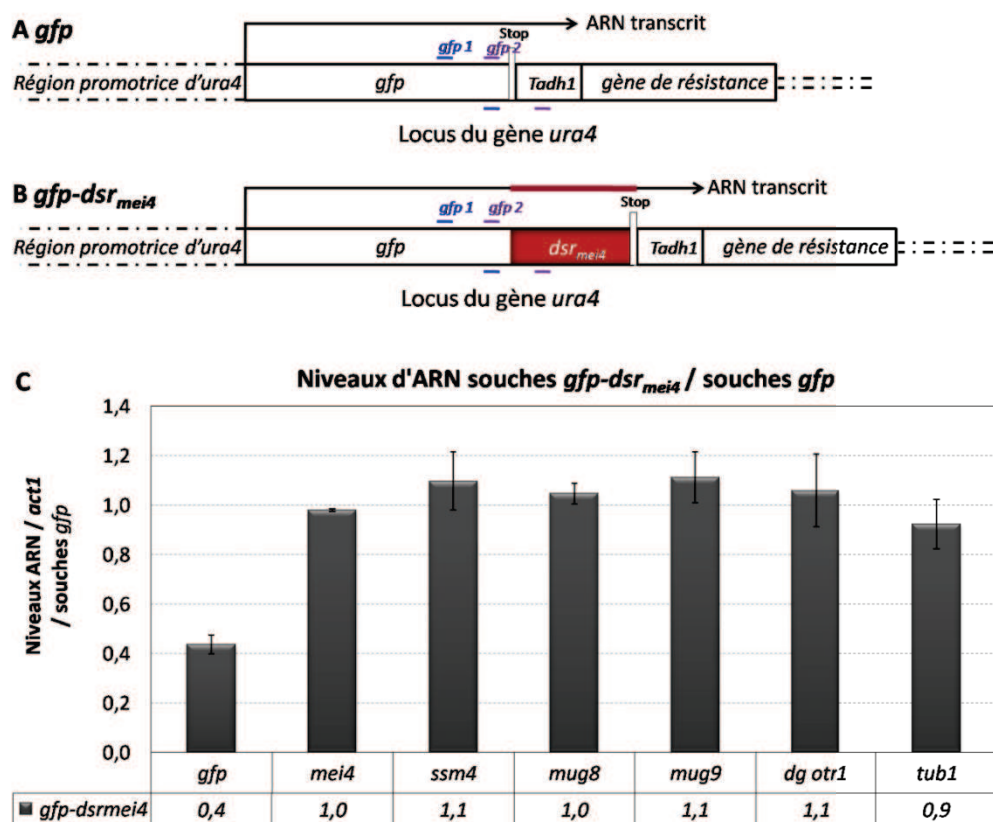 A gfp
ARN transcrit
Stop
gfp 1 gfp 2
Région promotrice d'ura4 gfp Tadh1 gène de résistance
Locus du gène ura4
B gfp-dsrmei4
ARN transcrit
Stop
gfp 1 gfp 2
Région promotrice d'ura4 gfp dsrmei4 Tadh1 gène de résistance
Locus du gène ura4
C Niveaux d'ARN souches gfp-dsrmei4 / souches gfp
Niveaux ARN / act1
/ souches gfp
1,4
1,2
1,0
0,8
0,6
0,4
0,2
0,0
gfp mei4 ssm4 mug8 mug9 dg otr1 tub1
gfp-dsrmei4 0,4 1,0 1,1 1,0 1,1 1,1 0,9